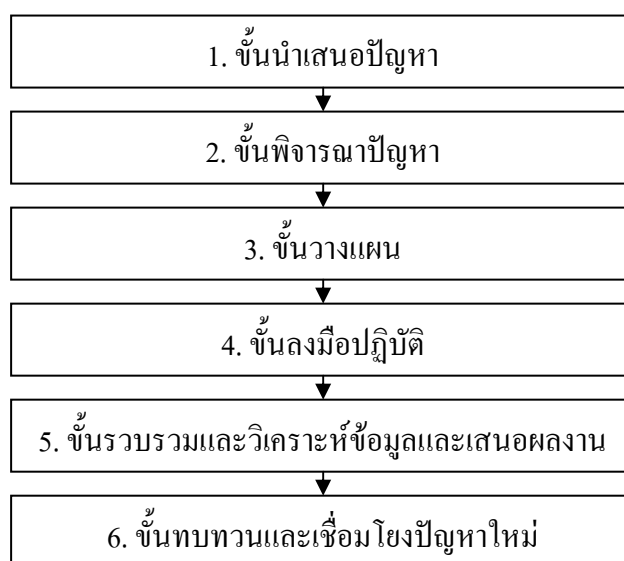 1. ขั้นนำเสนอปัญหา
2. ขั้นพิจารณาปัญหา
3. ขั้นวางแผน
4. ขั้นลงมือปฏิบัติ
5. ขั้นรวบรวมและวิเคราะห์ข้อมูลและเสนอผลงาน
6. ขั้นทบทวนและเชื่อมโยงปัญหาใหม่